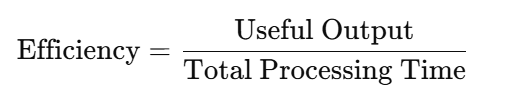 Efficiency = Useful Output / Total Processing Time